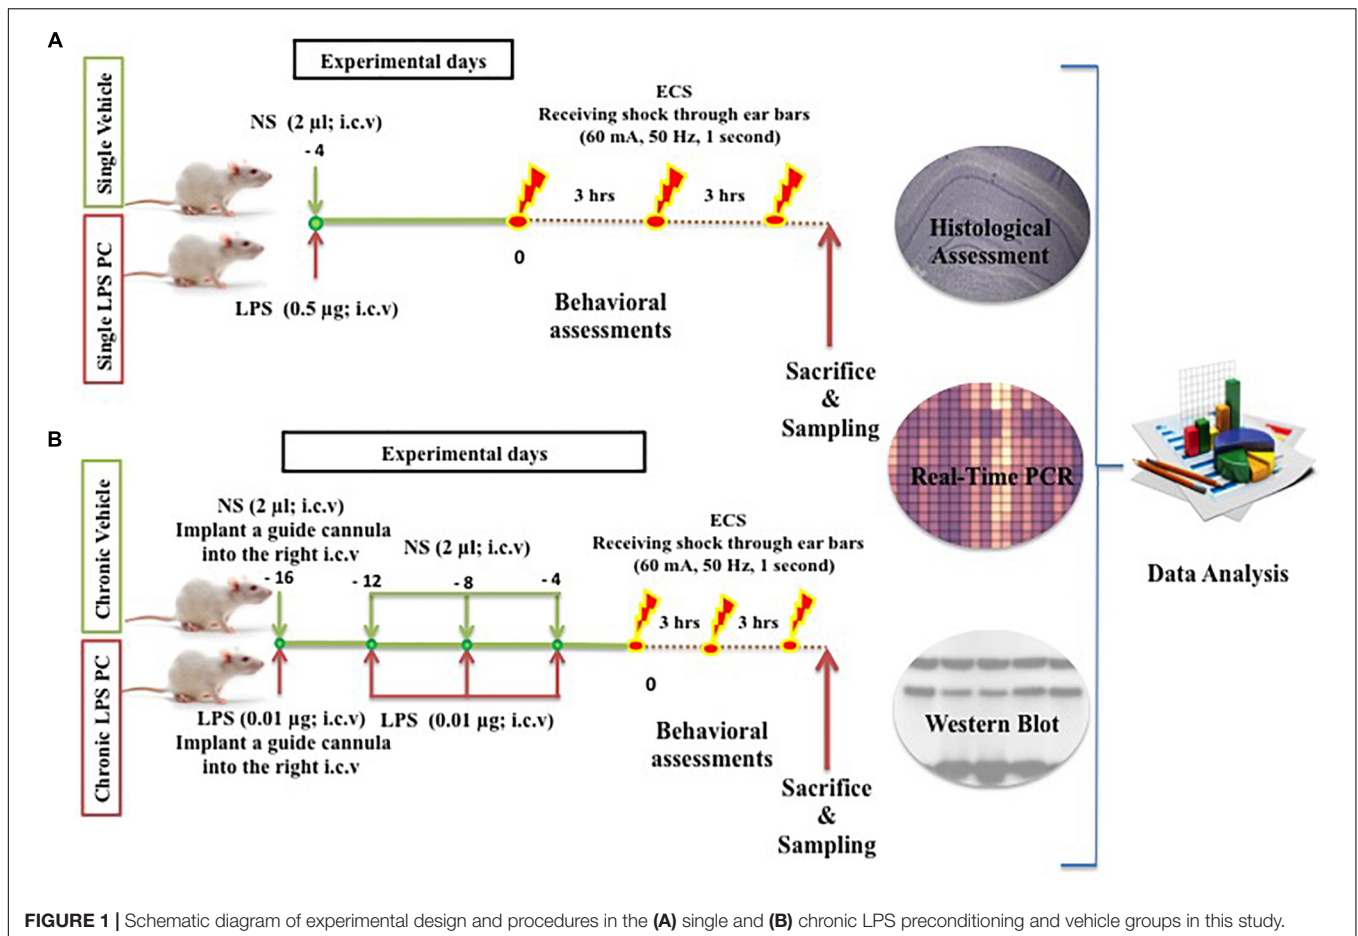 A
Experimental days
Single Vehicle
NS (2 µl; i.c.v)
- 4
ECS
Receiving shock through ear bars
(60 mA, 50 Hz, 1 second)
3 hrs
3 hrs
0
Single LPS PC
LPS (0.5 µg; i.c.v)
Behavioral
assessments
Sacrifice
&
Sampling
B
Experimental days
Chronic Vehicle
NS (2 µl; i.c.v)
Implant a guide cannula
into the right i.c.v
- 16
NS (2 µl; i.c.v)
- 12
- 8
- 4
ECS
Receiving shock through ear bars
(60 mA, 50 Hz, 1 second)
3 hrs
3 hrs
0
Chronic LPS PC
LPS (0.01 µg; i.c.v)
Implant a guide cannula
into the right i.c.v
LPS (0.01 µg; i.c.v)
Behavioral
assessments
Sacrifice
&
Sampling
Histological
Assessment
Real-Time PCR
Western Blot
Data Analysis
FIGURE 1 | Schematic diagram of experimental design and procedures in the (A) single and (B) chronic LPS preconditioning and vehicle groups in this study.